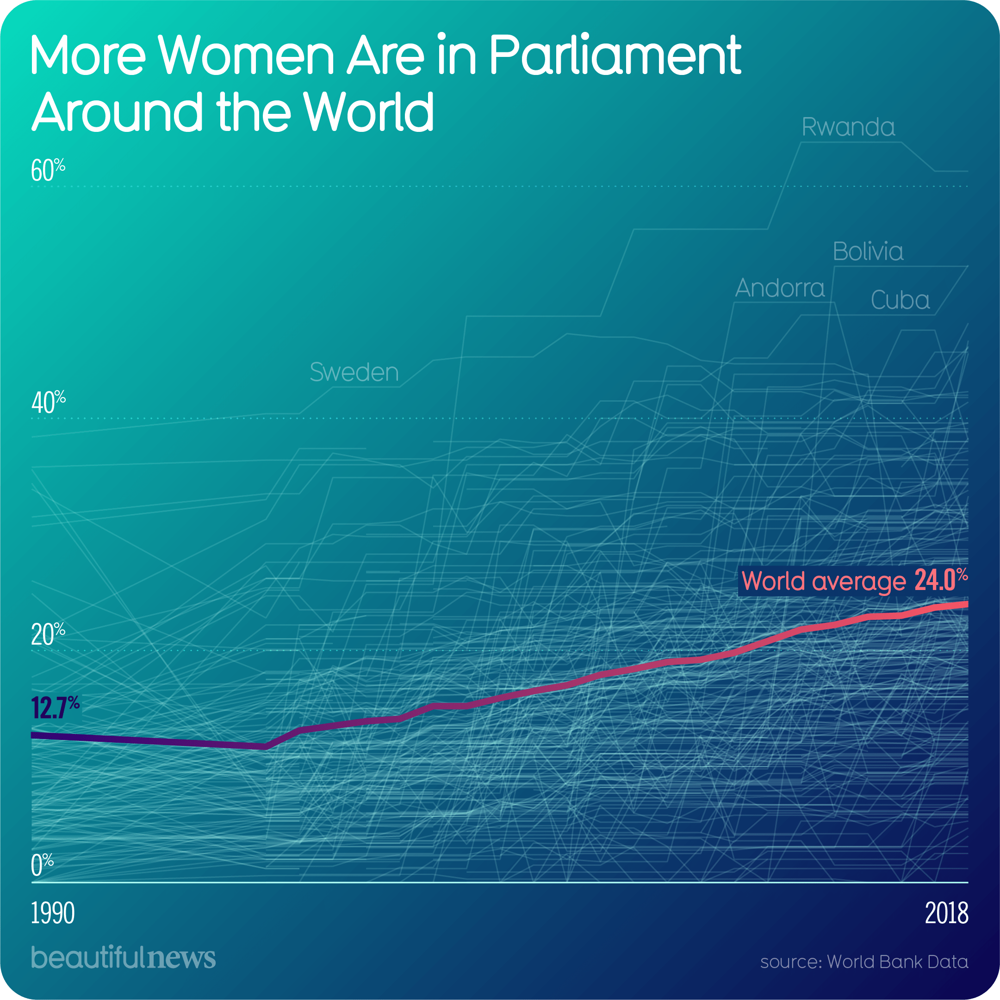 More Women Are in Parliament
Around the World
Rwanda
60%
Bolivia
Andorra
Cuba
Sweden
40%
World average 24.0%
20%
12.7%
0%
1990
2018
beautifulnews
source: World Bank Data